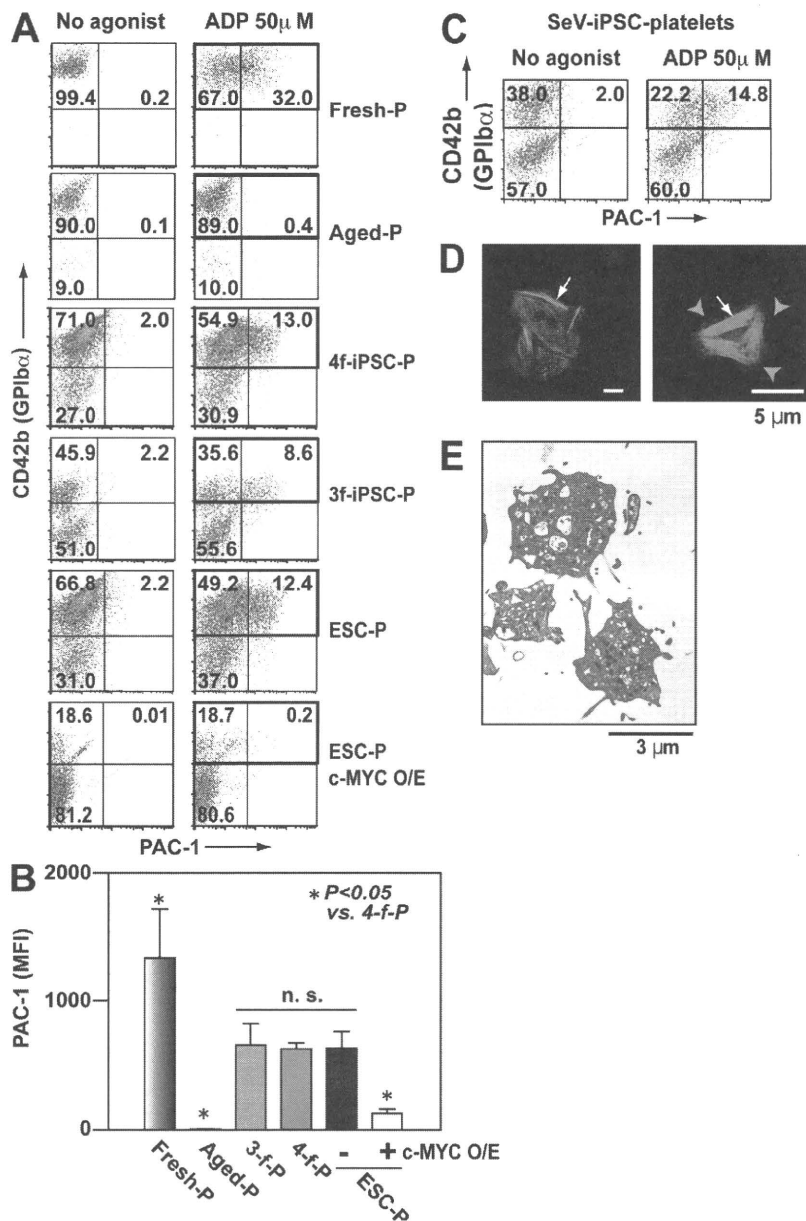 A
No agonist
ADP 50μ M
99.4 0.2
67.0 32.0
Fresh-P
90.0 0.1
9.0
89.0 0.4
10.0
Aged-P
71.0 2.0
27.0
54.9 13.0
30.9
4f-iPSC-P
45.9 2.2
51.0
35.6 8.6
55.6
3f-iPSC-P
66.8 2.2
31.0
49.2 12.4
37.0
ESC-P
18.6 0.01
81.2
18.7 0.2
80.6
ESC-P
c-MYC O/E
CD42b (GPIbα)
PAC-1
B
2000
1000
0
PAC-1 (MFI)
*
*
n. s.
*
* P<0.05
vs. 4-f-P
Fresh-P
Aged-P
3-f-P
4-f-P
- + c-MYC O/E
ESC-P
C
SeV-iPSC-platelets
No agonist
ADP 50μ M
38.0 2.0
57.0
22.2 14.8
60.0
CD42b
(GPIbα)
PAC-1
D
5 μm
E
3 μm